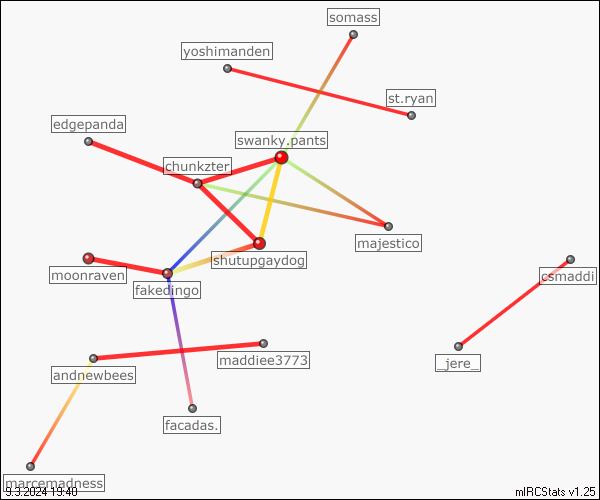 somass
yoshimanden
st.ryan
edgepanda
swanky.pants
chunkzter
majestico
shutupgaydog
moonraven
csmaddi
fakedingo
maddiee3773
_jere_
andnewbees
facadas.
marcemadness
9.3.2024 19:40
mIRCStats v1.25